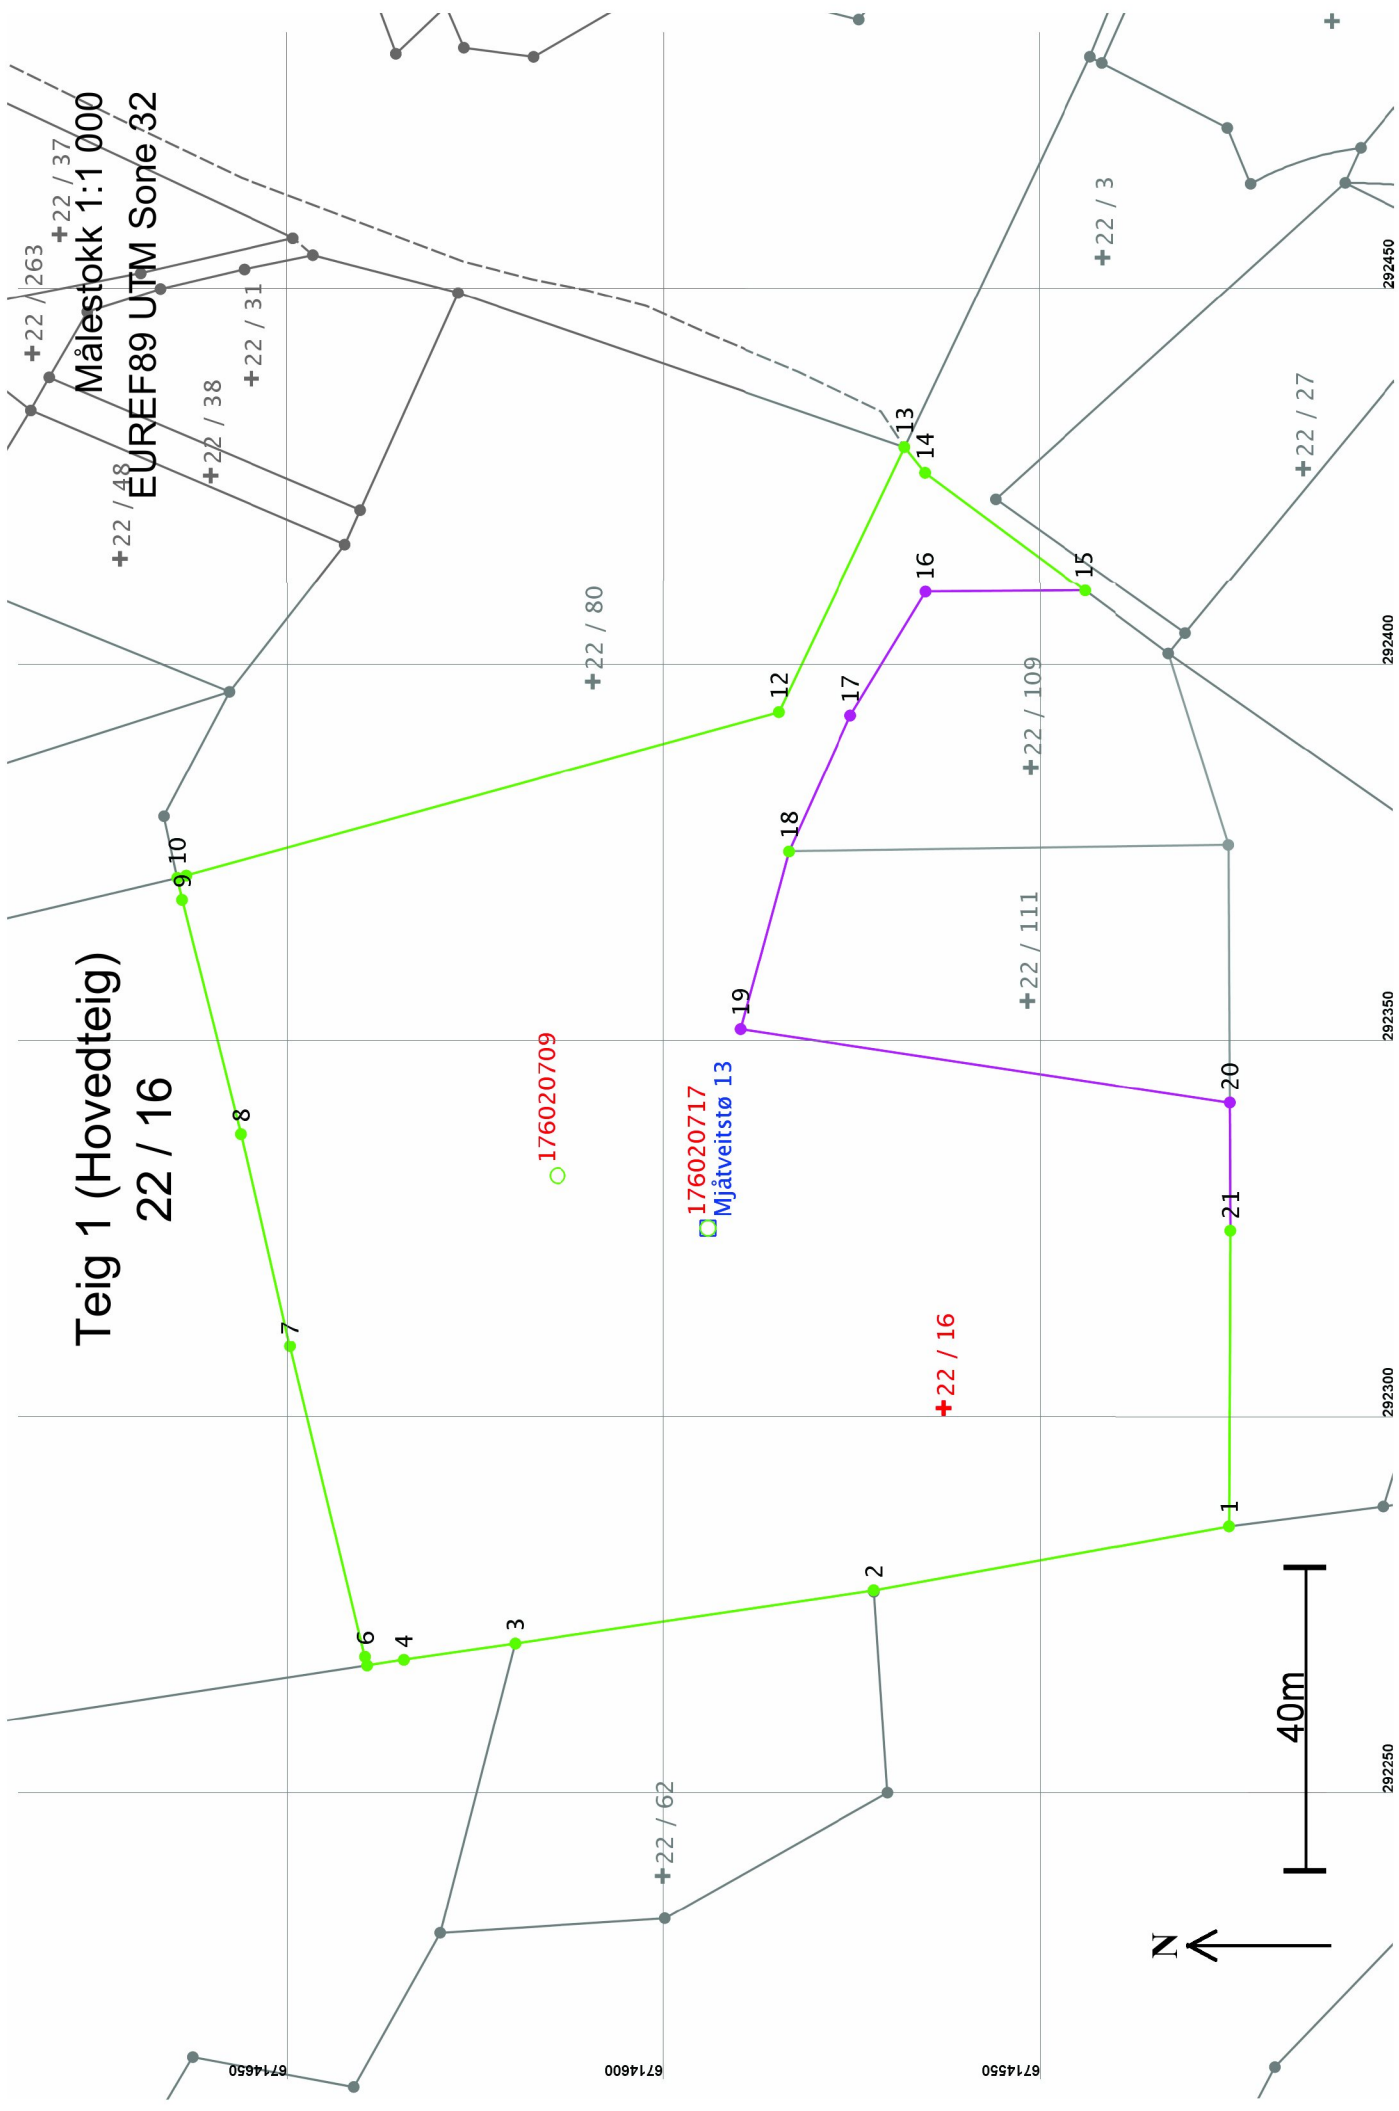 Målestokk 1:1 000
EUREF89 UTM Sone 32
Teig 1 (Hovedteig)
22 / 16
22 / 263
22 / 37
22 / 31
22 / 38
22 / 48
22 / 80
22 / 3
22 / 27
22 / 109
22 / 111
22 / 62
22 / 16
176020709
176020717
Mjåtveitstø 13
1
2
3
4
6
7
8
9
10
12
13
14
15
16
17
18
19
20
21
6714650
6714600
6714550
292250
292300
292350
292400
292450
N
40m